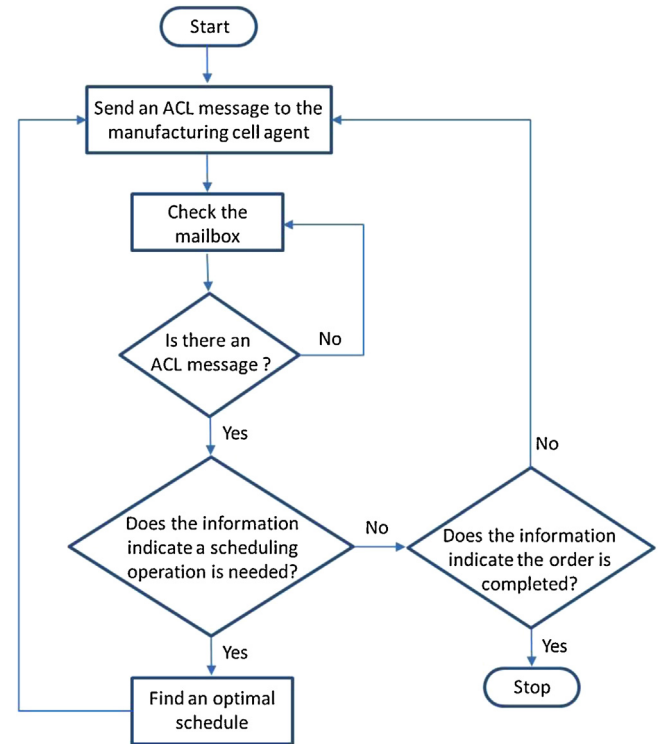 Start
Send an ACL message to the
manufacturing cell agent
Check the
mailbox
Is there an
ACL message ?
No
Yes
Does the information
indicate a scheduling
operation is needed?
No
Does the information
indicate the order is
completed?
No
Yes
Yes
Find an optimal
schedule
Stop